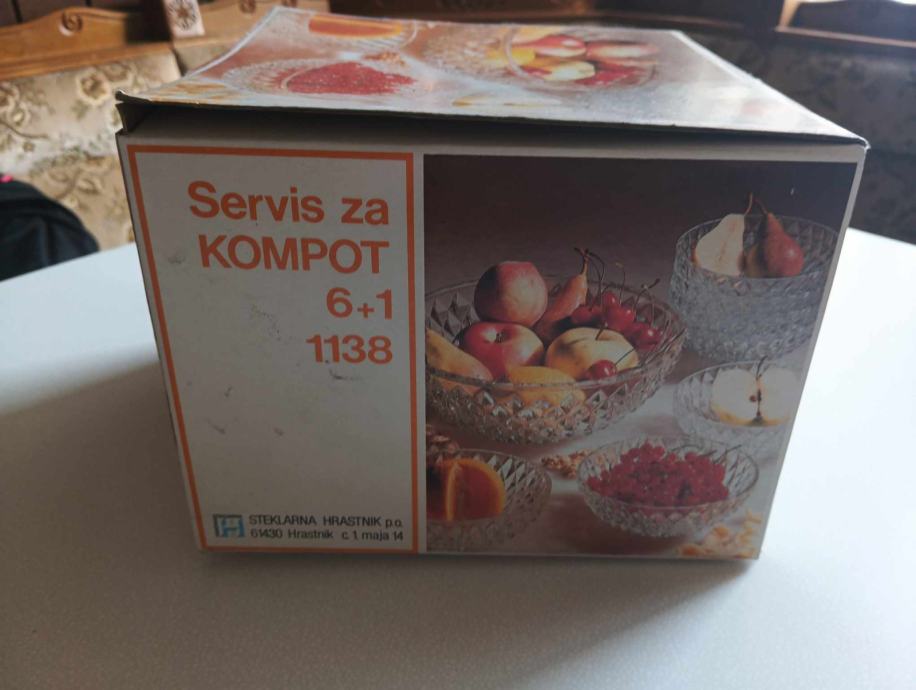 Servis za
KOMPOT
6+1
1138
STEKLARNA HRASTNIK p.o.
61430 Hrastnik c. 1. maja 14